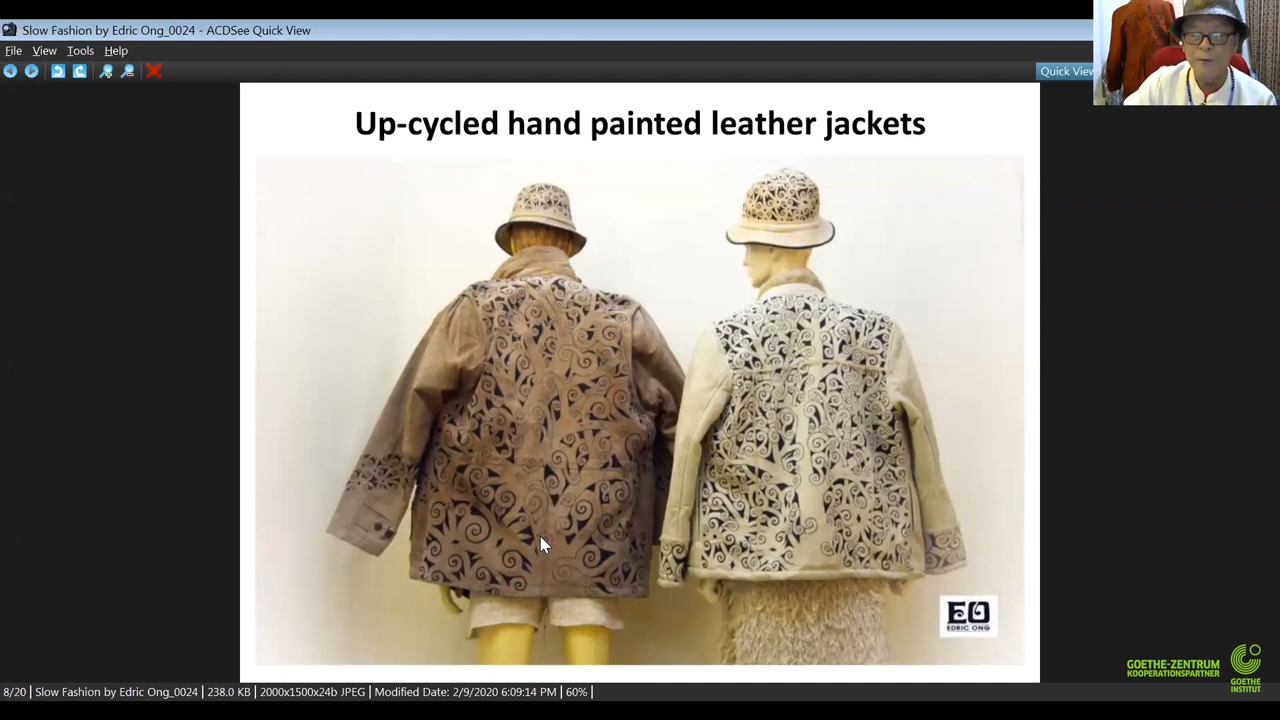 Slow Fashion by Edric Ong_0024 - ACDSee Quick View
File View Tools Help
Quick View
Up-cycled hand painted leather jackets
EO
EDRIC ONG
GOETHE-ZENTRUM
KOOPERATIONSPARTNER
GOETHE
INSTITUT
8/20 Slow Fashion by Edric Ong_0024 238.0 KB 2000x1500x24b JPEG Modified Date: 2/9/2020 6:09:14 PM 60%